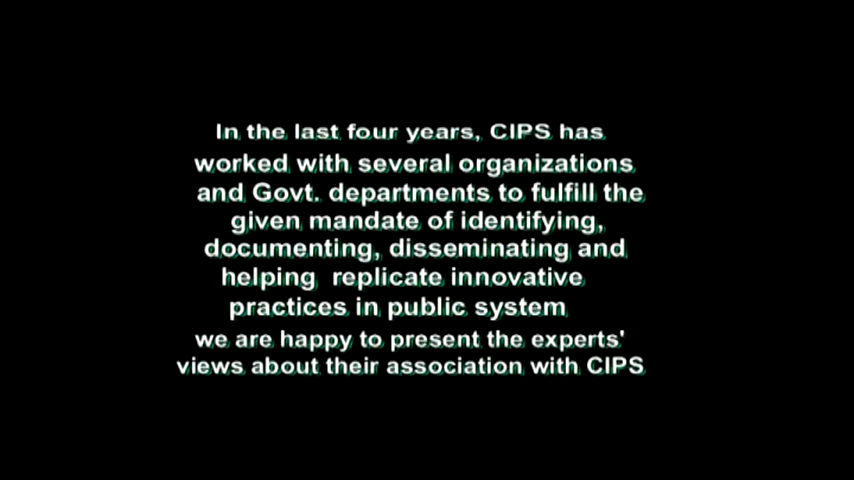 In the last four years, CIPS has
worked with several organizations
and Govt. departments to fulfill the
given mandate of identifying,
documenting, disseminating and
helping  replicate innovative
practices in public system
we are happy to present the experts'
views about their association with CIPS